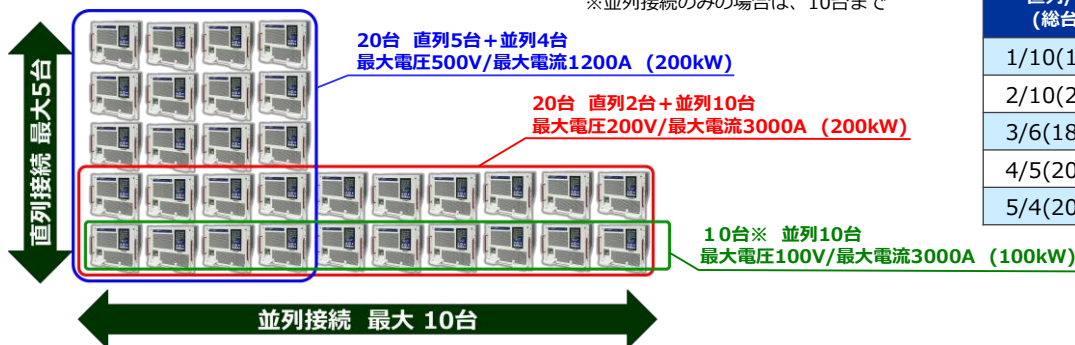 ※並列接続のみの場合は、10台まで
20台 直列5台＋並列4台
最大電圧500V/最大電流1200A (200kW)
20台 直列2台＋並列10台
最大電圧200V/最大電流3000A (200kW)
直列接続 最大5台
10台※ 並列10台
最大電圧100V/最大電流3000A (100kW)
並列接続 最大 10台
(総台
1/10(1
2/10(2
3/6(18
4/5(20
5/4(20